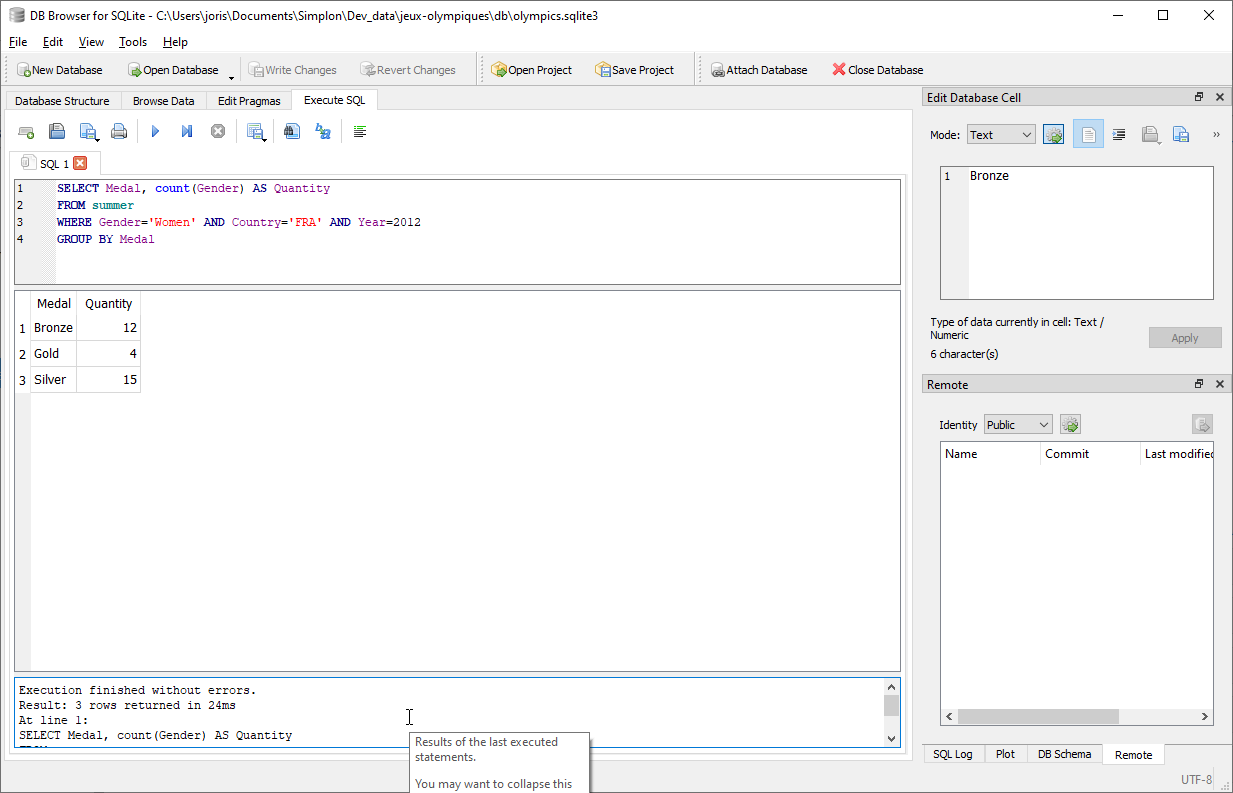 DB Browser for SQLite - C:\Users\joris\Documents\Simplon\Dev_data\jeux-olympiques\db\olympics.sqlite3
File Edit View Tools Help
New Database Open Database Write Changes Revert Changes Open Project Save Project Attach Database Close Database
Database Structure Browse Data Edit Pragmas Execute SQL
SQL 1
1 SELECT Medal, count(Gender) AS Quantity
2 FROM summer
3 WHERE Gender='Women' AND Country='FRA' AND Year=2012
4 GROUP BY Medal
Medal Quantity
1 Bronze 12
2 Gold 4
3 Silver 15
Execution finished without errors.
Result: 3 rows returned in 24ms
At line 1:
SELECT Medal, count(Gender) AS Quantity
FROM
Results of the last executed
statements.
You may want to collapse this
Edit Database Cell
Mode: Text
»
1 Bronze
Type of data currently in cell: Text /
Numeric
6 character(s)
Apply
Remote
Identity Public
Name Commit Last modified
SQL Log Plot DB Schema Remote
UTF-8